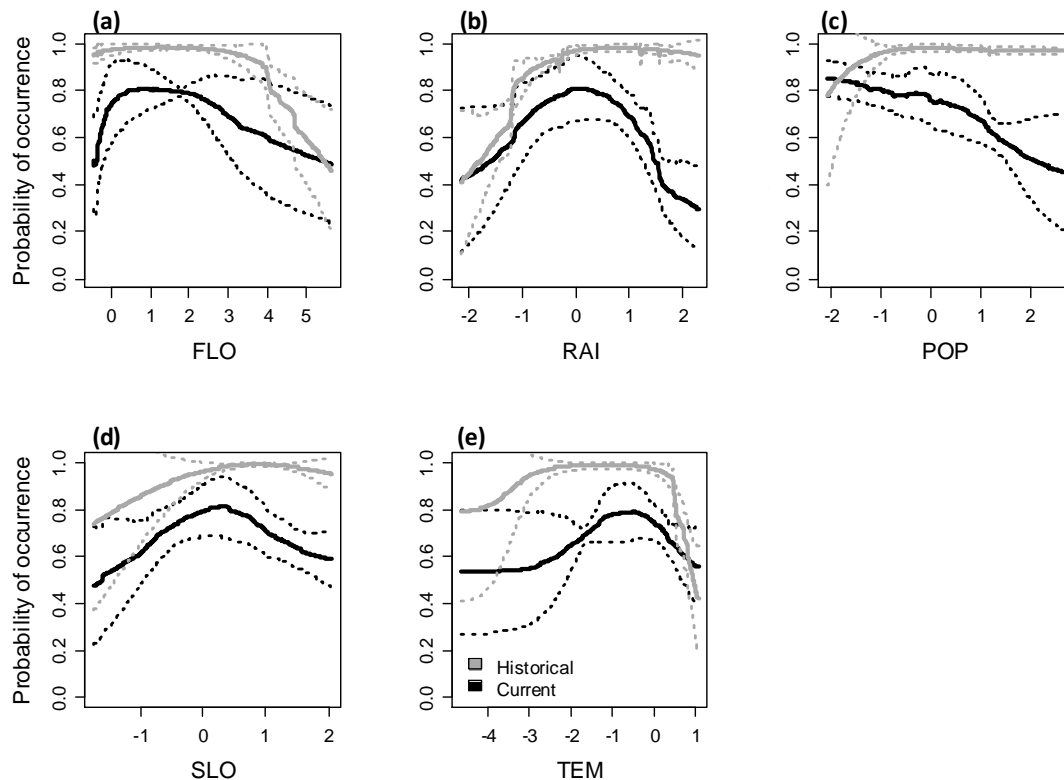 (a)
Probability of occurrence
0.0 0.2 0.4 0.6 0.8 1.0
0 1 2 3 4 5
FLO
(b)
0.0 0.2 0.4 0.6 0.8 1.0
-2 -1 0 1 2
RAI
(c)
0.0 0.2 0.4 0.6 0.8 1.0
-2 -1 0 1 2
POP
(d)
Probability of occurrence
0.0 0.2 0.4 0.6 0.8 1.0
-1 0 1 2
SLO
(e)
0.0 0.2 0.4 0.6 0.8 1.0
Historical
Current
-4 -3 -2 -1 0 1
TEM